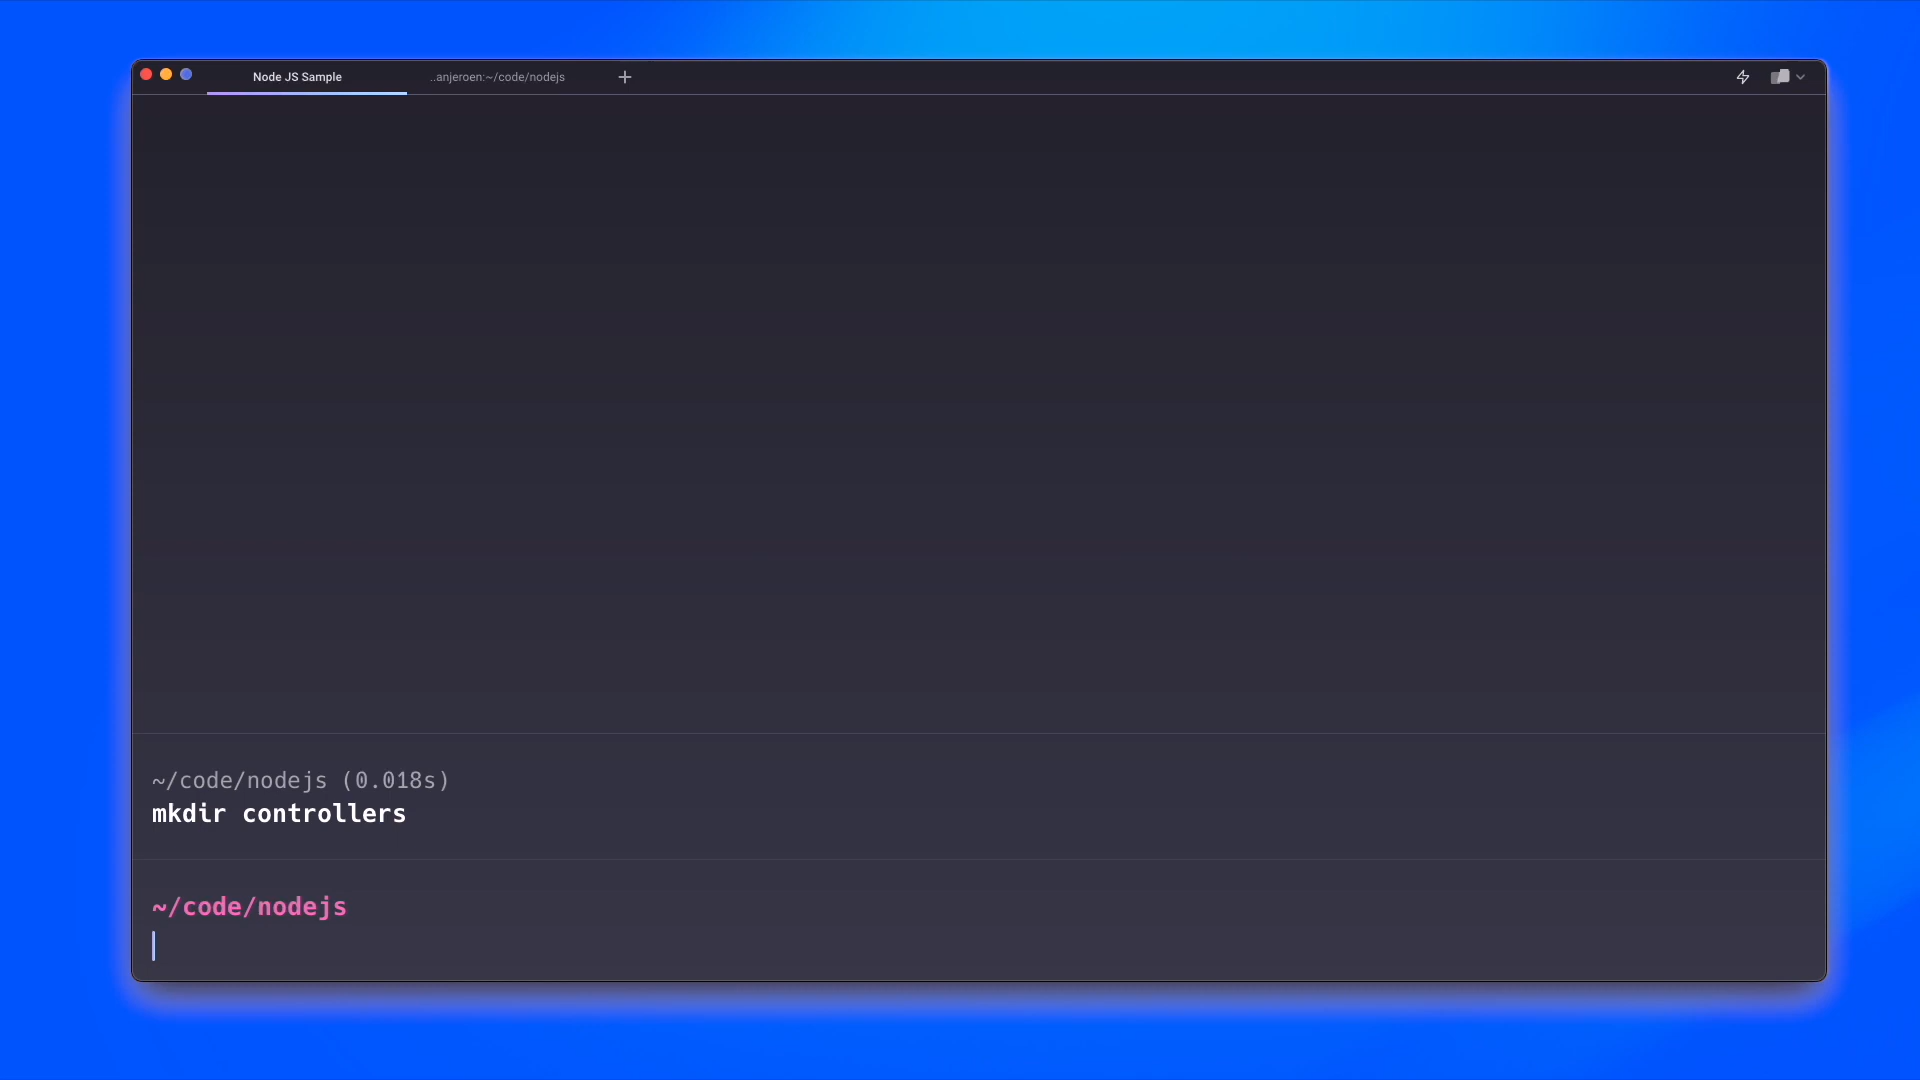 Node JS Sample
..anjeroen:~/code/nodejs
~/code/nodejs (0.018s)
mkdir controllers
~/code/nodejs